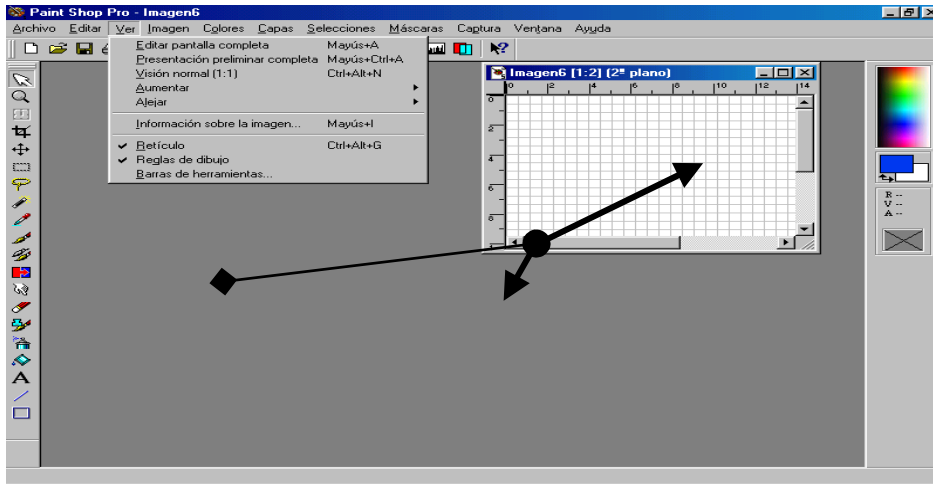 Paint Shop Pro - Imagen6
Archivo Editar Ver Imagen Colores Capas Selecciones Máscaras Captura Ventana Ayuda
Editar pantalla completa Mayús+A
Presentación preliminar completa Mayús+Ctrl+A
Visión normal (1:1) Ctrl+Alt+N
Aumentar
Alejar
Información sobre la imagen... Mayús+I
Retículo Ctrl+Alt+G
Reglas de dibujo
Barras de herramientas...
Imagen6 [1:2] (2º plano)
0 2 4 6 8 10 12 14
0
2
4
6
8
R --
V --
A --
A